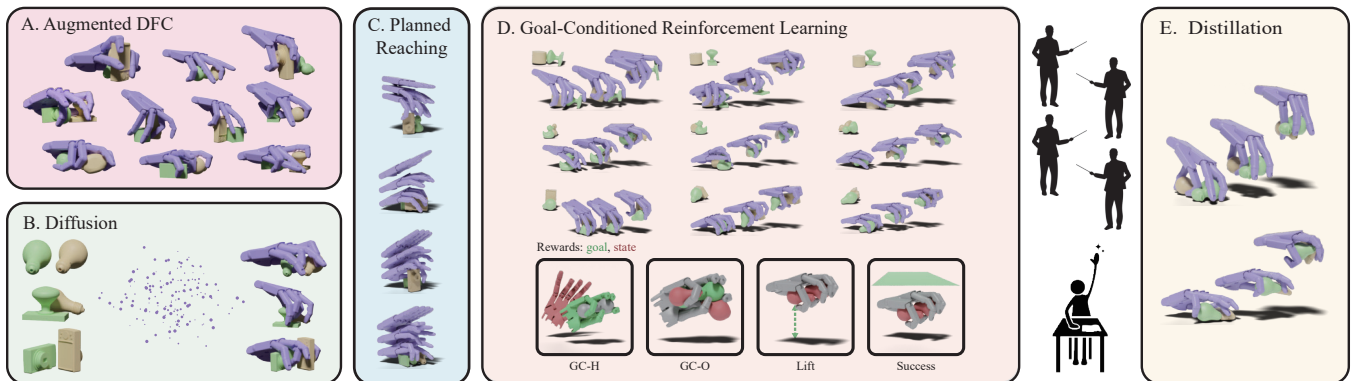 A. Augmented DFC
B. Diffusion
C. Planned
Reaching
D. Goal-Conditioned Reinforcement Learning
Rewards: goal, state
GC-H
GC-O
Lift
Success
E. Distillation